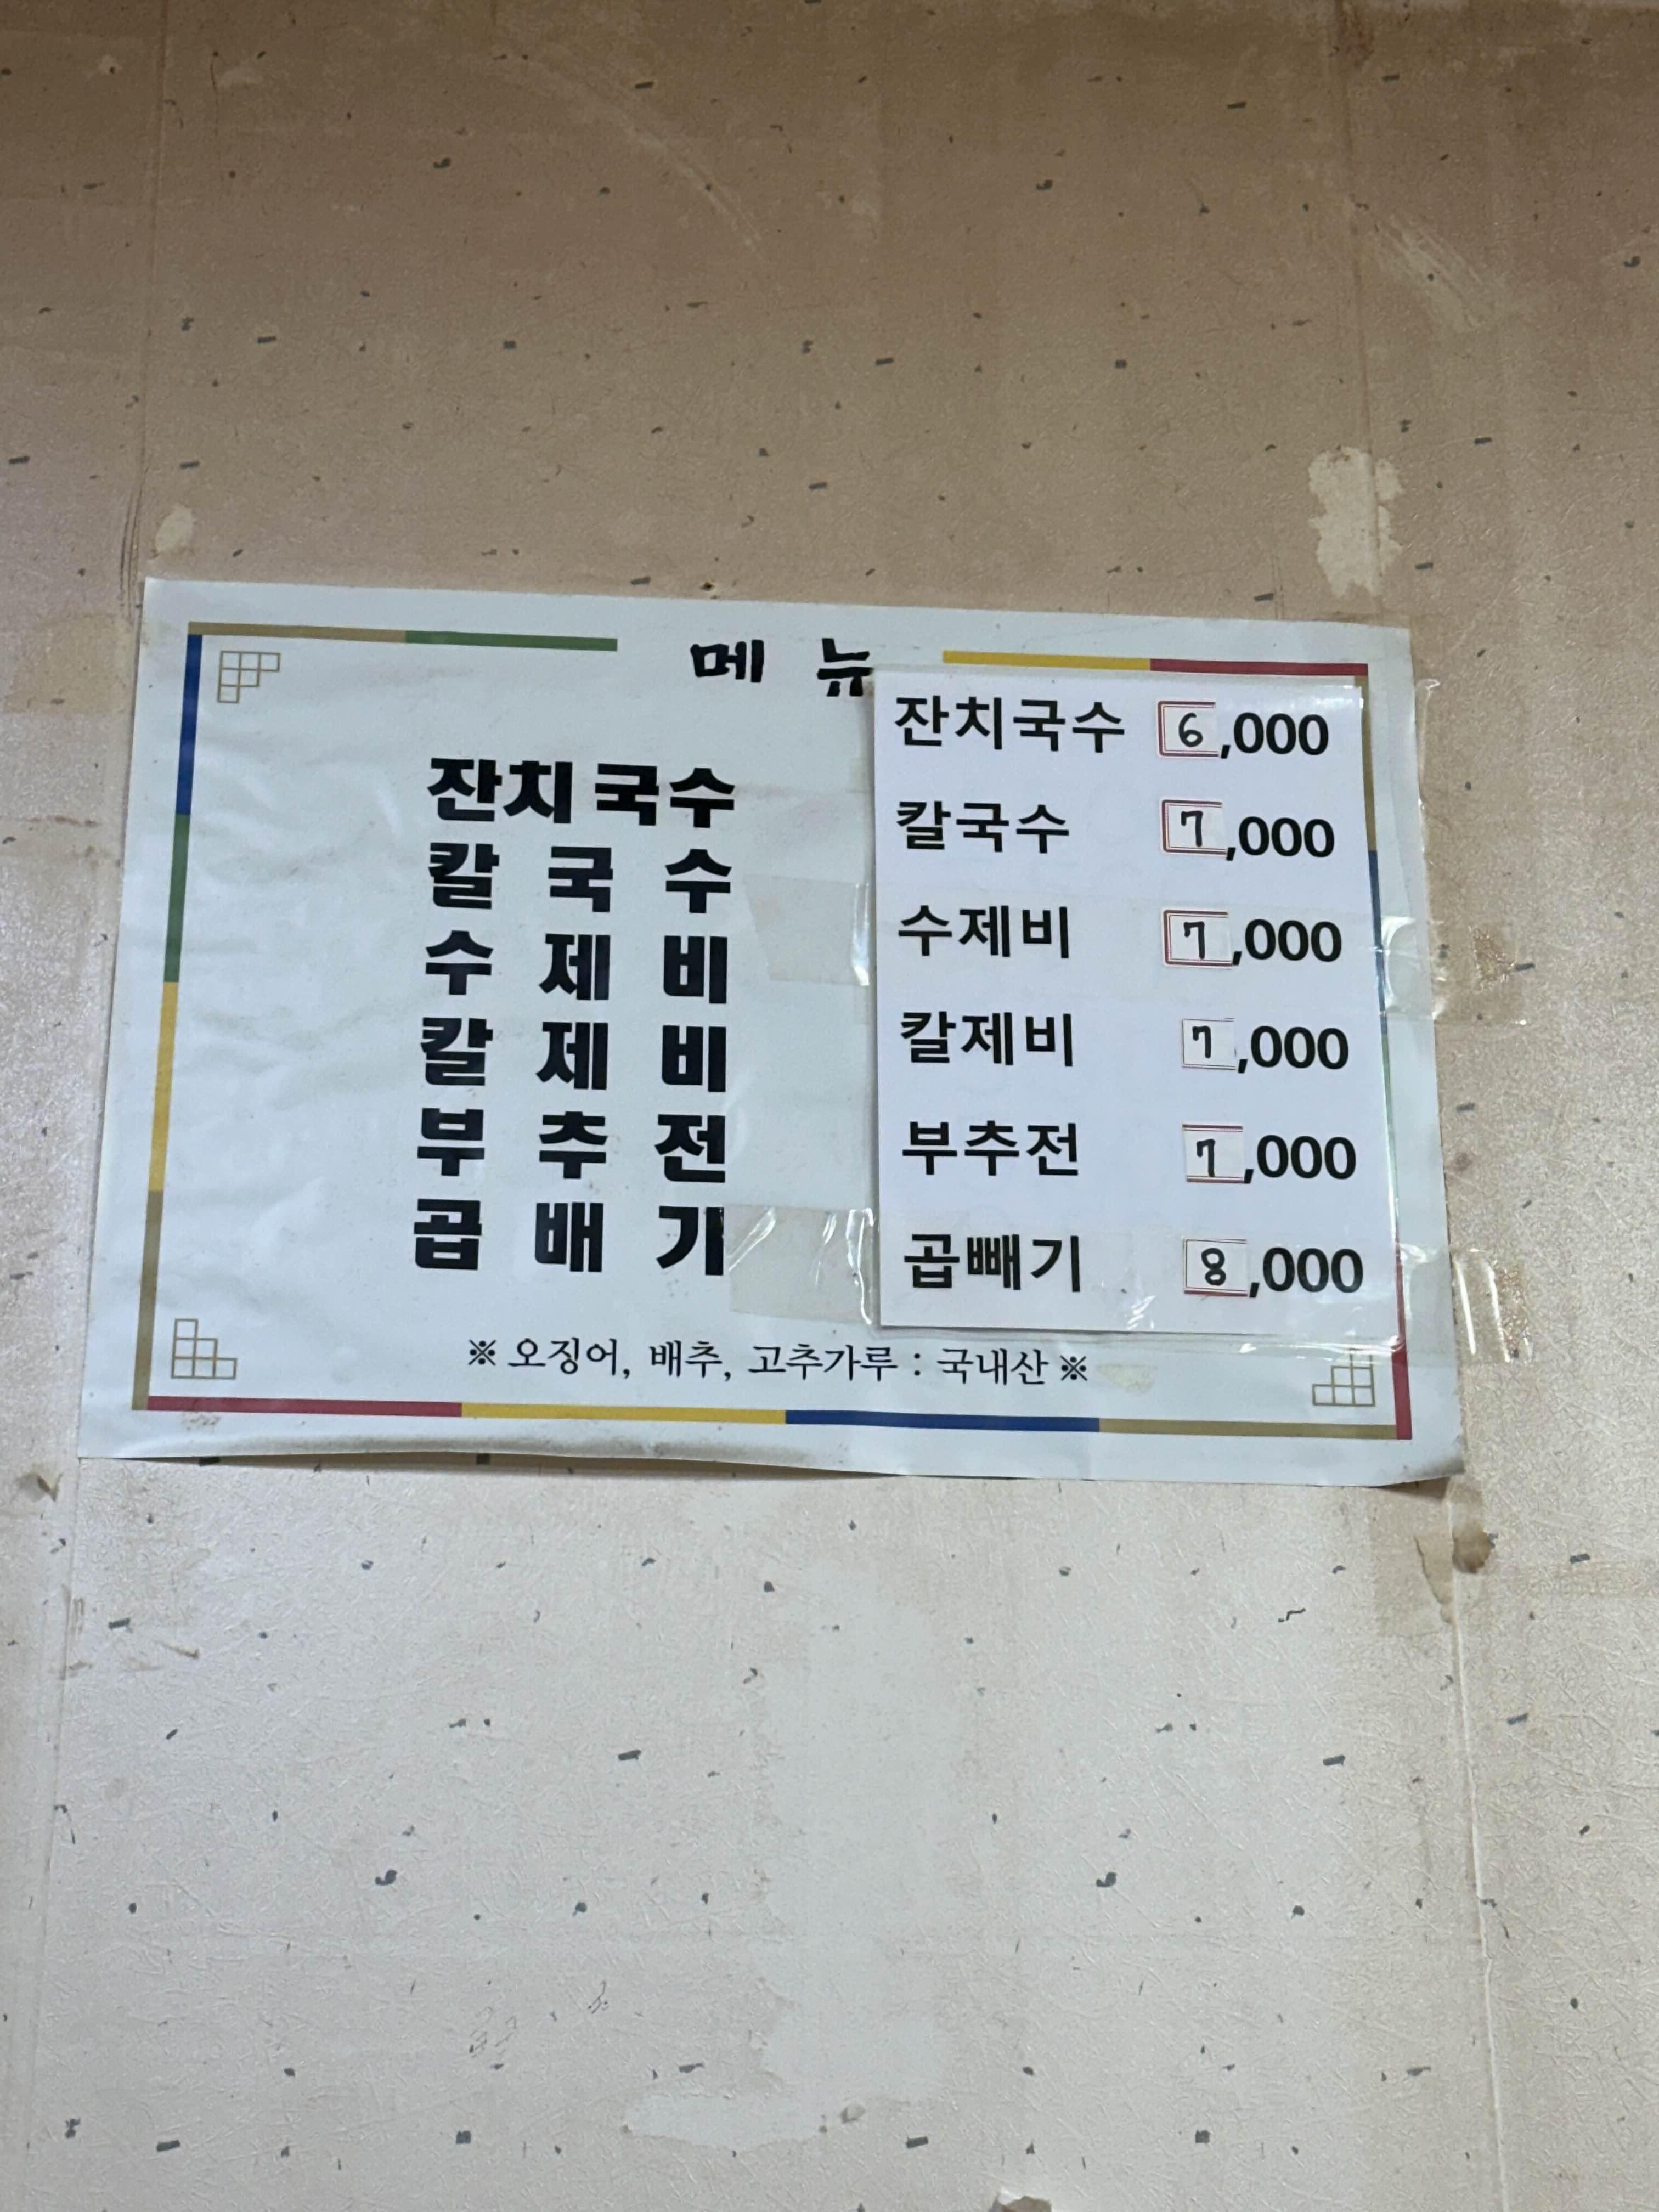 메 뉴
잔치국수
칼 국 수
수 제 비
칼 제 비
부 추 전
곱 배 기
잔치국수 6,000
칼국수 7,000
수제비 7,000
칼제비 7,000
부추전 7,000
곱빼기 8,000
※ 오징어, 배추, 고추가루 : 국내산 ※